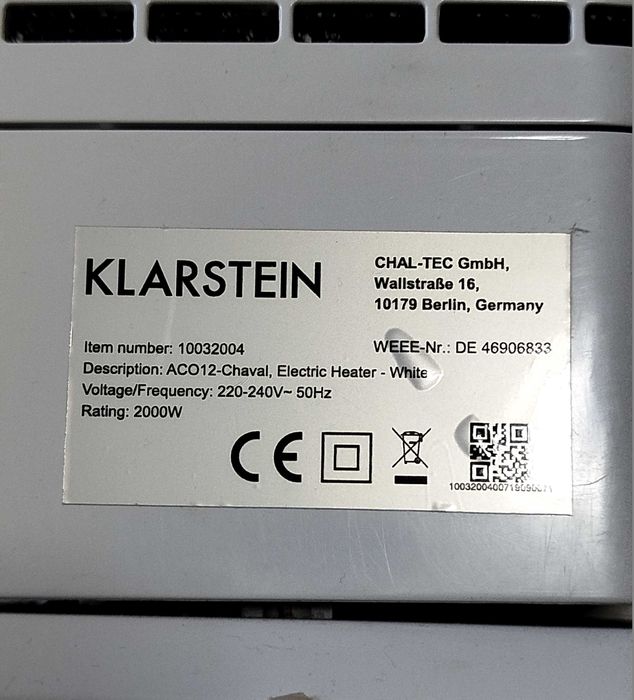 KLARSTEIN
CHAL-TEC GmbH,
Wallstraße 16,
10179 Berlin, Germany
Item number: 10032004
WEEE-Nr.: DE 46906833
Description: ACO12-Chaval, Electric Heater - White
Voltage/Frequency: 220-240V~ 50Hz
Rating: 2000W
CE